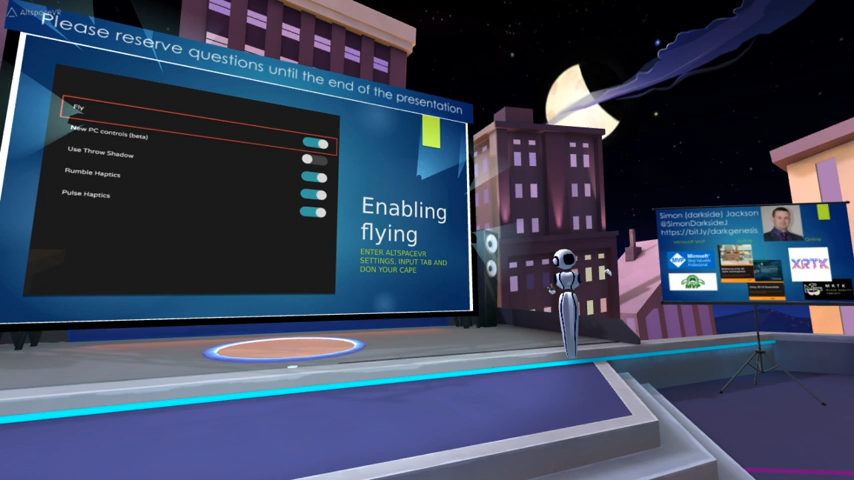 AltspaceVR
Please reserve questions until the end of the presentation
Fly
New PC controls (beta)
Use Throw Shadow
Rumble Haptics
Pulse Haptics
Enabling
flying
ENTER ALTSPACEVR
SETTINGS, INPUT TAB AND
DON YOUR CAPE
Simon (darkside) Jackson
@SimonDarksideJ
https://bit.ly/darkgenesis
Microsoft
MVP
XRTK
MRTK